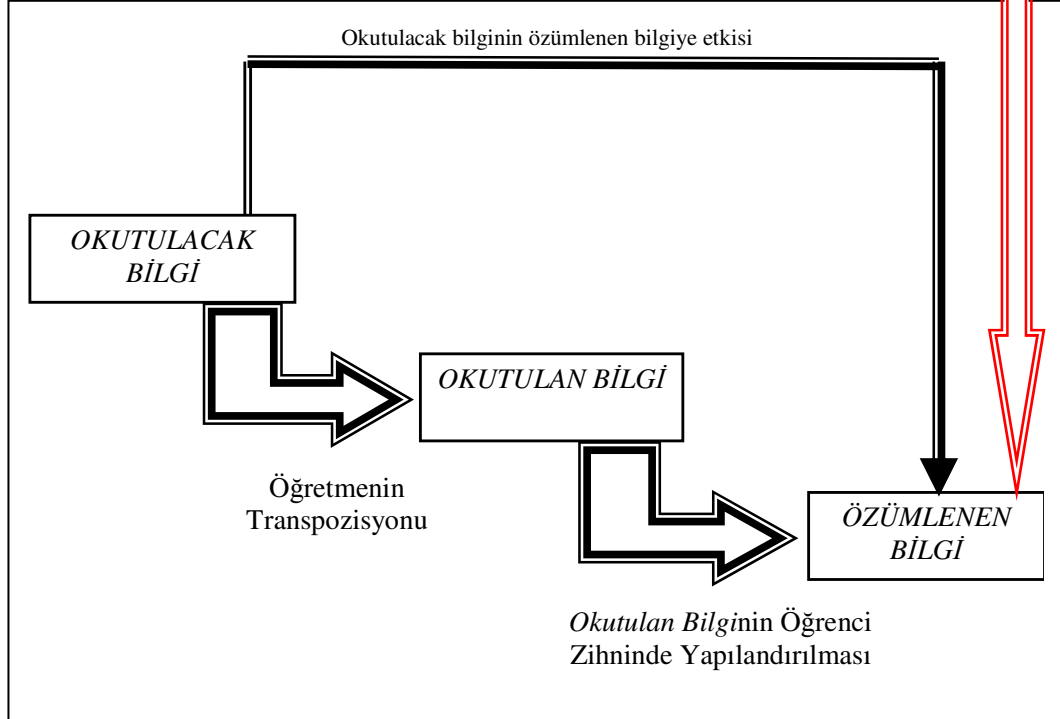 Okutulacak bilginin özümlenen bilgiye etkisi
OKUTULACAK
BİLGİ
OKUTULAN BİLGİ
Öğretmenin
Transpozisyonu
ÖZÜMLENEN
BİLGİ
Okutulan Bilginin Öğrenci
Zihninde Yapılandırılması